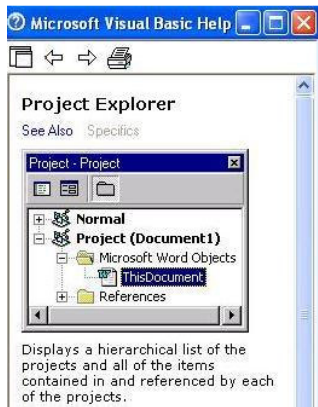 Microsoft Visual Basic Help
Project Explorer
See Also Specifics
Project - Project
Normal
Project (Document1)
Microsoft Word Objects
ThisDocument
References
Displays a hierarchical list of the
projects and all of the items
contained in and referenced by each
of the projects.